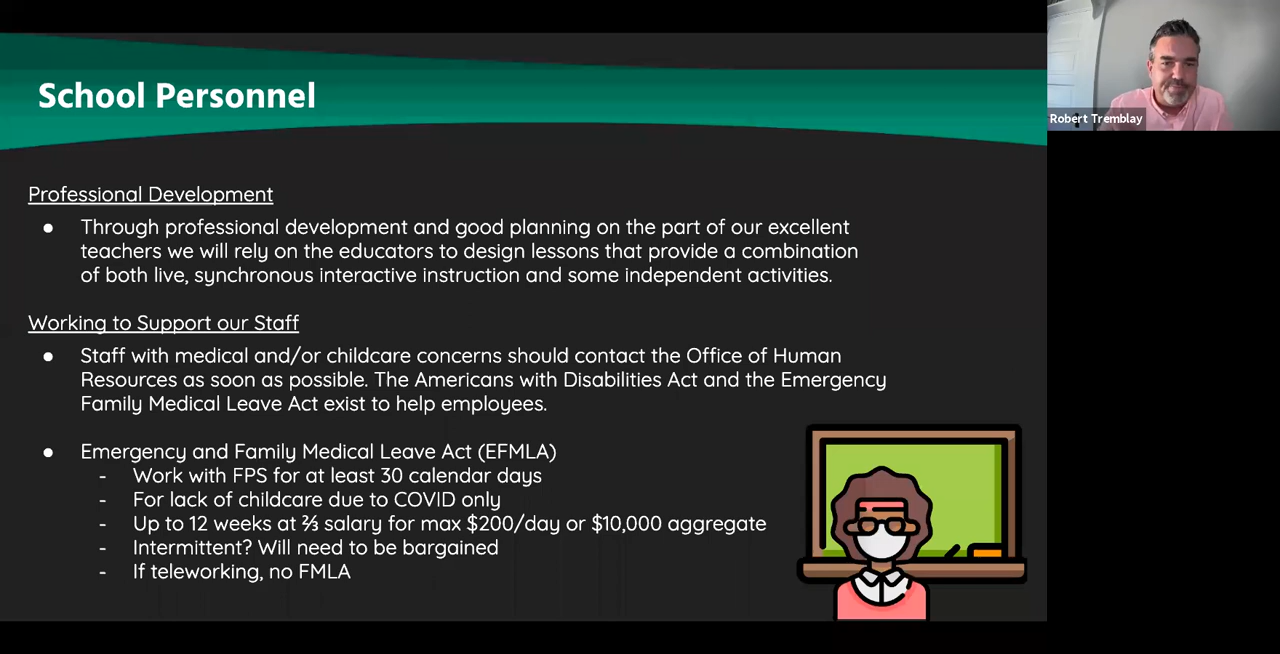 School Personnel
Robert Tremblay
Professional Development
● Through professional development and good planning on the part of our excellent
teachers we will rely on the educators to design lessons that provide a combination
of both live, synchronous interactive instruction and some independent activities.
Working to Support our Staff
● Staff with medical and/or childcare concerns should contact the Office of Human
Resources as soon as possible. The Americans with Disabilities Act and the Emergency
Family Medical Leave Act exist to help employees.
● Emergency and Family Medical Leave Act (EFMLA)
- Work with FPS for at least 30 calendar days
- For lack of childcare due to COVID only
- Up to 12 weeks at ⅔ salary for max $200/day or $10,000 aggregate
- Intermittent? Will need to be bargained
- If teleworking, no FMLA